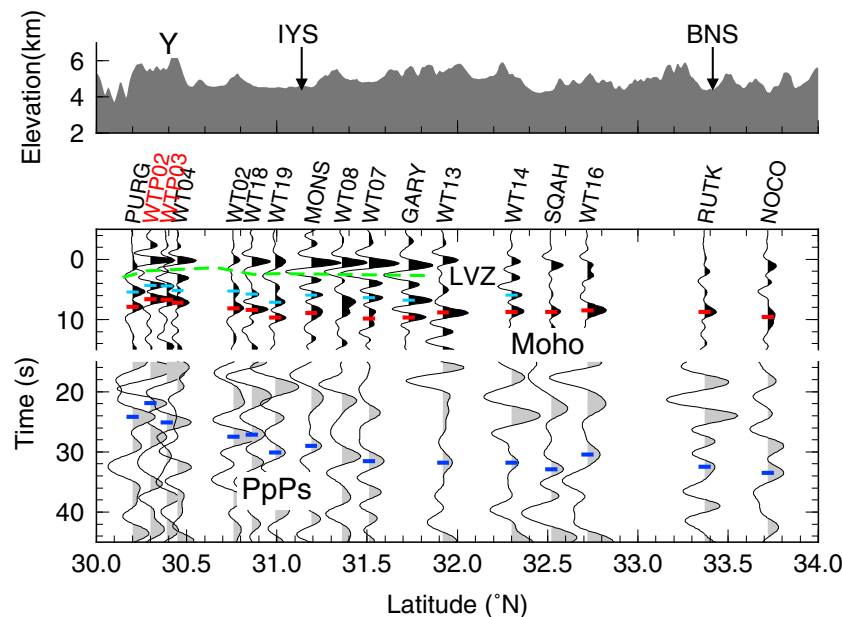 Y IYS BNS
Elevation(km)
6
4
2
PURG WTP02 WTP03 WT04 WT02 WT18 WT19 MONS WT08 WT07 GARY WT13 WT14 SQAH WT16 RUTK NOCO
Time (s)
0
10
20
30
40
LVZ
Moho
PpPs
30.0 30.5 31.0 31.5 32.0 32.5 33.0 33.5 34.0
Latitude (˚N)